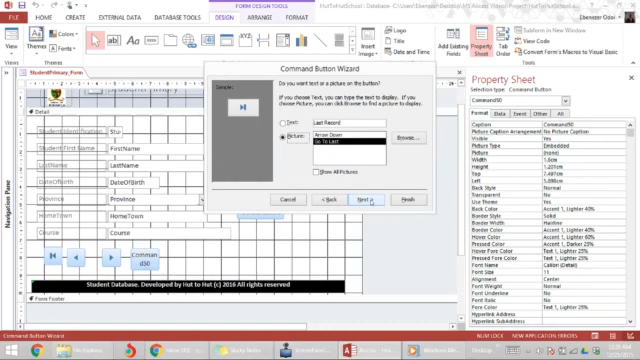 FORM DESIGN TOOLS
HutToHutSchool : Database-
FILE
HOME
CREATE
EXTERNAL DATA
DATABASE TOOLS
DESIGN
ARRANGE
FORMAT
Ebenezer Odoi
View
Views
Themes
Colors
Fonts
Themes
Insert Image
Logo
Title
Date and Time
Add Existing Fields
Property Sheet
Subform in New Window
View Code
Convert Form's Macros to Visual Basic
StudentPrimary_Form
Detail
Student Identification
Stu
Student First Name
FirstName
LastName
LastName
DateOfBirth
DateOfBirth
Province
Province
HomeTown
HomeTown
Course
Course
Comman
d50
Student Database. Developed by Hut to Hut (c) 2016 All rights reserved
Form Footer
Navigation Pane
Command Button Wizard
Sample:
Do you want text or a picture on the button?
If you choose Text, you can type the text to display. If
you choose Picture, you can click Browse to find a picture to display.
Text:
Last Record
Picture:
Arrow Down
Go To Last
Browse...
Show All Pictures
Cancel
< Back
Next >
Finish
Property Sheet
Selection type: Command Button
Command50
Format
Data
Event
Other
All
Caption
Command50
Picture Caption Arrangement
No Picture Caption
Picture Type
Embedded
Picture
(none)
Width
1.6cm
Height
1.201cm
Top
7.497cm
Left
5.098cm
Back Style
Normal
Transparent
No
Use Theme
Yes
Back Color
Accent 1, Lighter 40%
Border Style
Solid
Border Width
Hairline
Border Color
Accent 1, Lighter 40%
Hover Color
Accent 1, Lighter 60%
Pressed Color
Accent 1, Darker 25%
Hover Fore Color
Text 1, Lighter 25%
Pressed Fore Color
Text 1, Lighter 25%
Font Name
Calibri (Detail)
Font Size
11
Alignment
Center
Font Weight
Normal
Font Underline
No
Font Italic
No
Fore Color
Text 1, Lighter 25%
Hyperlink Address
Hyperlink SubAddress
Command Button Wizard
NUM LOCK
NEW APPLICATION ERRORS
Sticky Notes